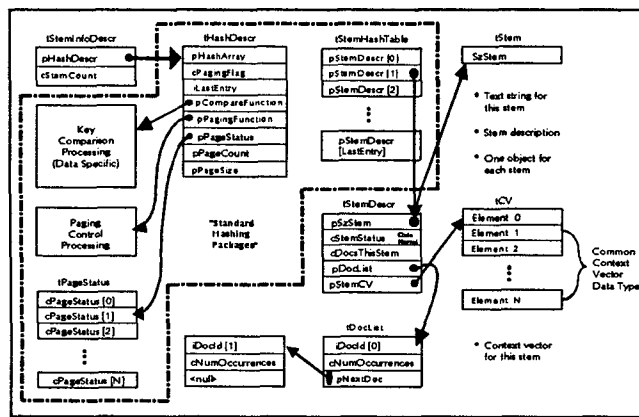 tStemInfoDescr
pHashDescr
cStemCount
tHashDescr
pHashArray
cPagingFlag
iLastEntry
pCompareFunction
pPagingFunction
pPageStatus
pPageCount
pPageSize
tStemHashTable
pStemDescr [0]
pStemDescr [1]
pStemDescr [2]
pStemDescr
[LastEntry]
tStem
SzStem
• Text string for
this stem
• Stem description
• One object for
each stem
Key
Comparison
Processing
(Data Specific)
Paging
Control
Processing
"Standard
Hashing
Packages"
tStemDescr
pSzStem
cStemStatus
cDocsThisStem
pDocList
pStemCV
tCV
Element 0
Element 1
Element 2
Element N
Common
Context
Vector
Data Type
• Context vector
for this stem
tPageStatus
cPageStatus [0]
cPageStatus [1]
cPageStatus [2]
cPageStatus [N]
iDocId [1]
cNumOccurrences
<null>
tDocList
iDocId [0]
cNumOccurrences
pNextDoc